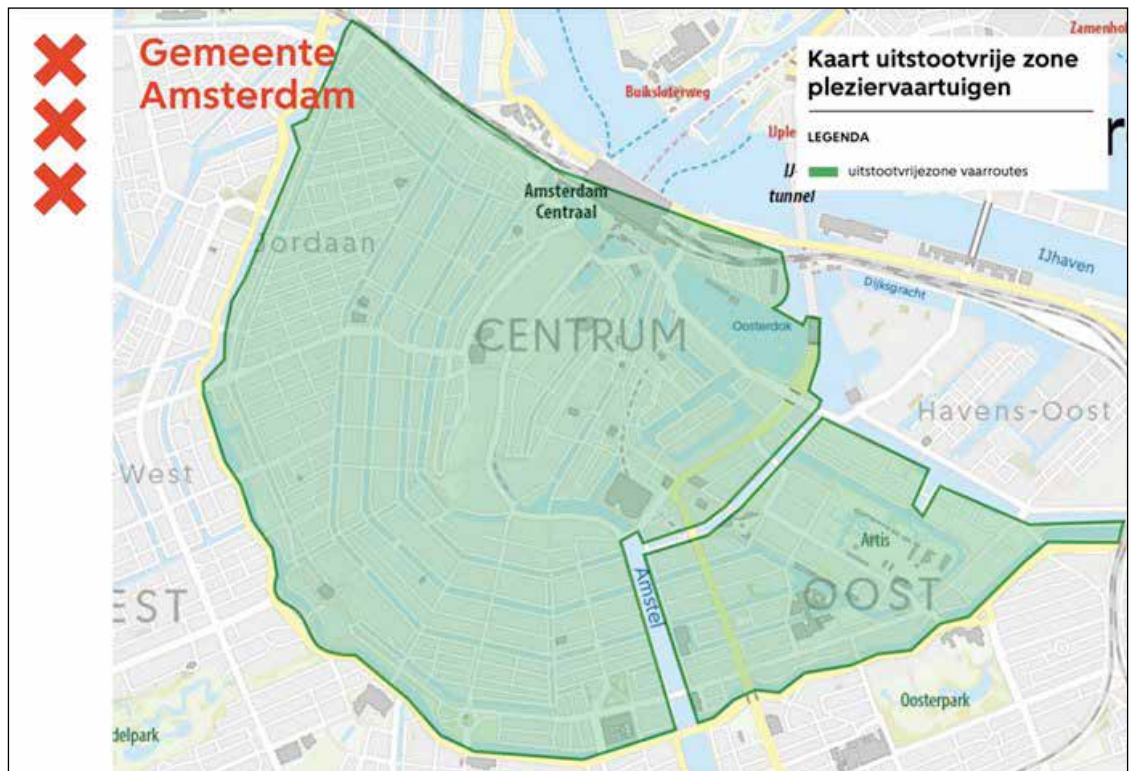 Gemeente
Amsterdam
Kaart uitstootvrije zone
pleziervaartuigen
LEGENDA
uitstootvrijezone vaarroutes
Buiksloterweg
IJ-
tunnel
Amsterdam
Centraal
Jordaan
IJhaven
Dijksgracht
Oosterdok
CENTRUM
Havens-Oost
-West
Artis
Amstel
OOST
EST
Oosterpark
delpark